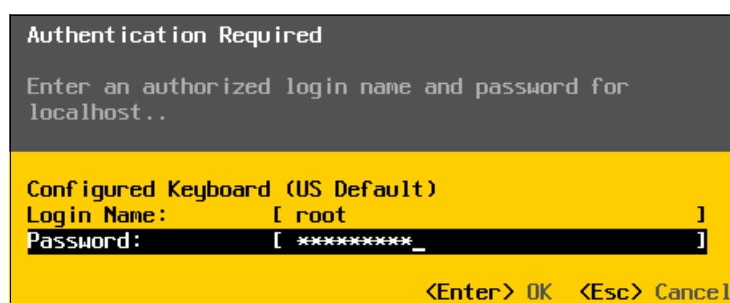 Authentication Required
Enter an authorized login name and password for
localhost..
Configured Keyboard (US Default)
Login Name: [ root ]
Password: [ *********_ ]
<Enter> OK <Esc> Cancel